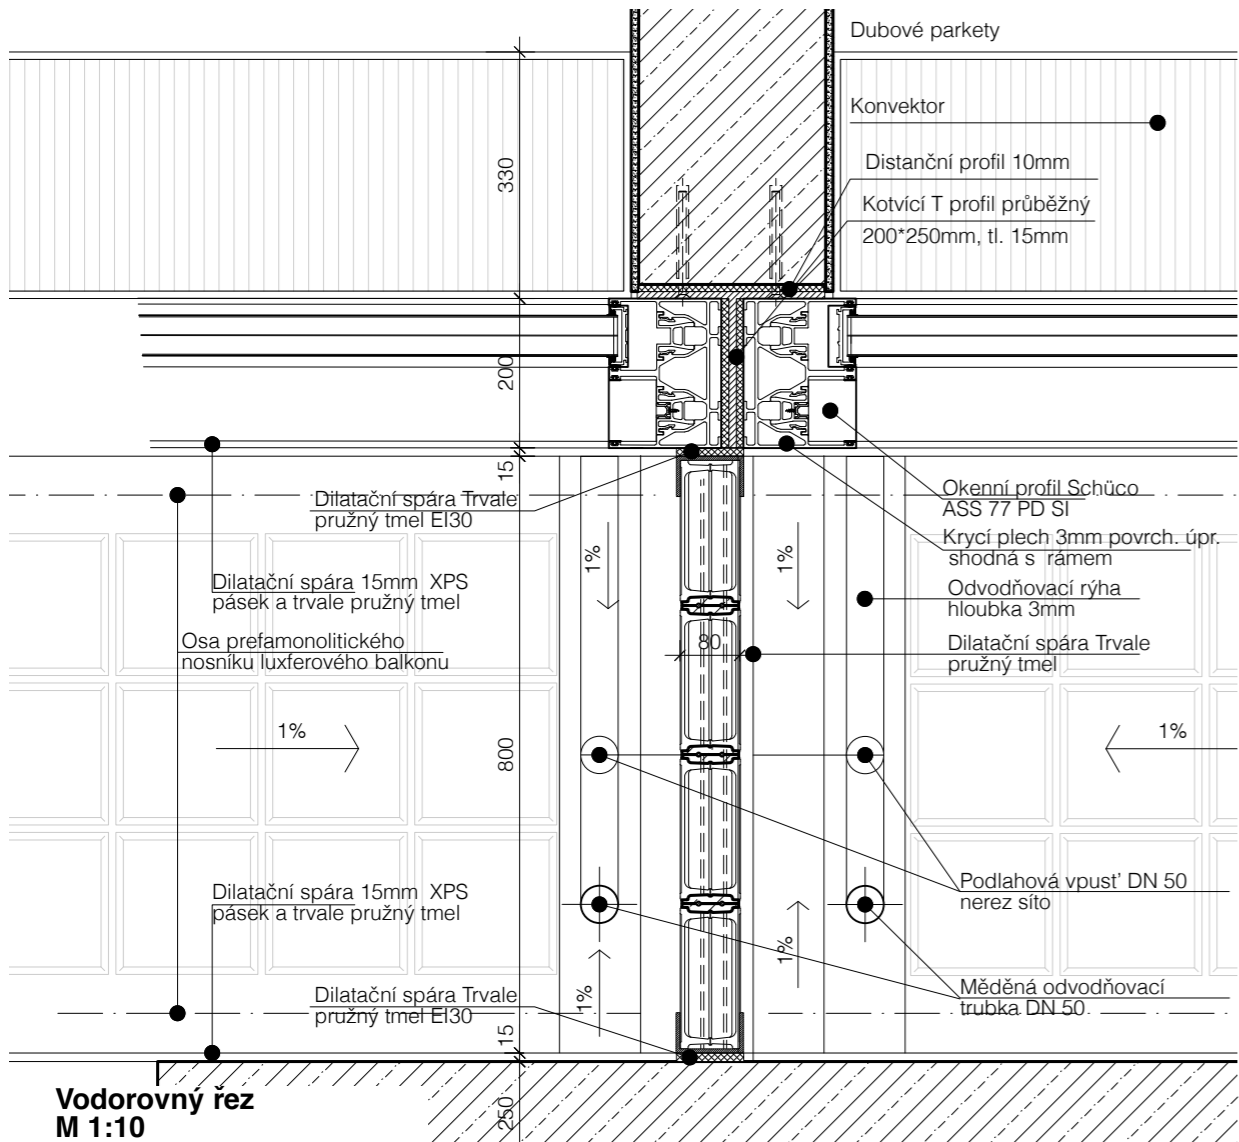 Dubové parkety
Konvektor
Distanční profil 10mm
Kotvící T profil průběžný
200*250mm, tl. 15mm
330
200
15
Dilatační spára Trvale
pružný tmel EI30
1%
1%
Okenní profil Schüco
ASS 77 PD SI
Krycí plech 3mm povrch. úpr.
shodná s rámem
Odvodňovací rýha
hloubka 3mm
Dilatační spára 15mm XPS
pásek a trvale pružný tmel
Osa prefamonolitického
nosníku luxferového balkonu
80
Dilatační spára Trvale
pružný tmel
1%
800
1%
Dilatační spára 15mm XPS
pásek a trvale pružný tmel
Podlahová vpusť DN 50
nerez síto
1%
1%
Dilatační spára Trvale
pružný tmel EI30
Měděná odvodňovací
trubka DN 50
15
250
Vodorovný řez
M 1:10